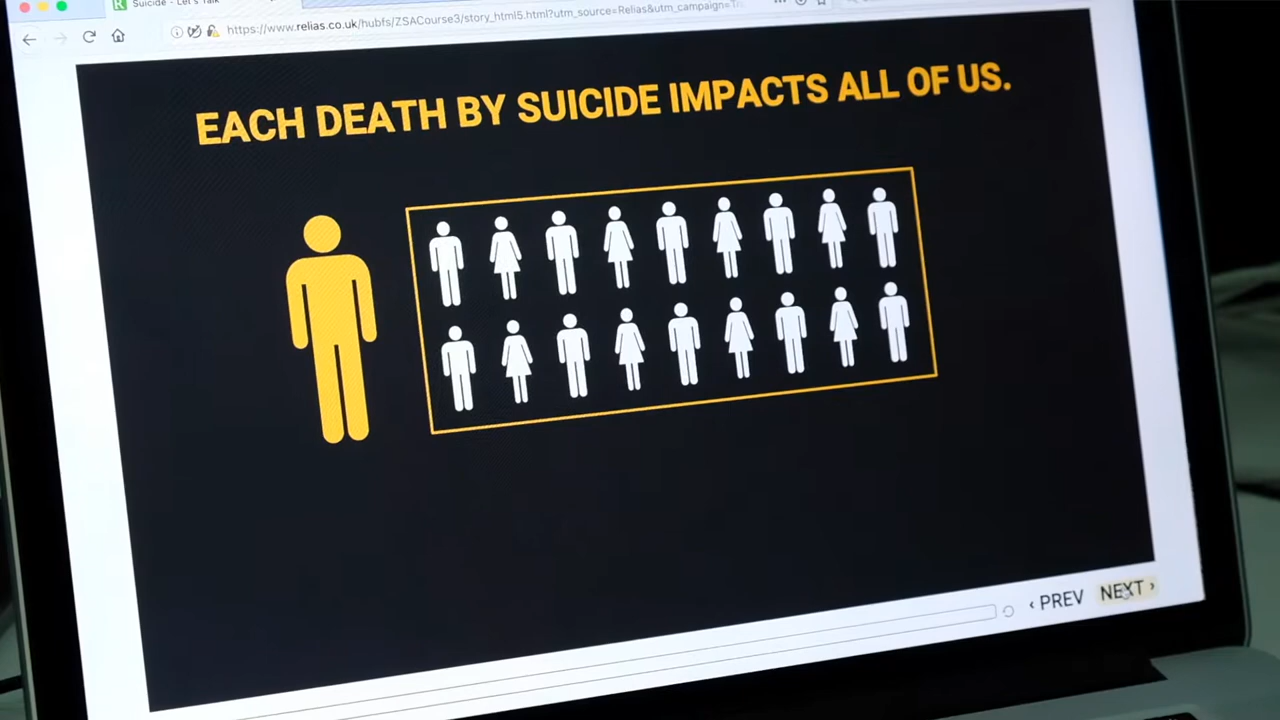 Suicide - Let's Talk
https://www.relias.co.uk/hubfs/ZSACourse3/story_html5.html?utm_source=Relias&utm_campaign=
EACH DEATH BY SUICIDE IMPACTS ALL OF US.
‹ PREV NEXT ›